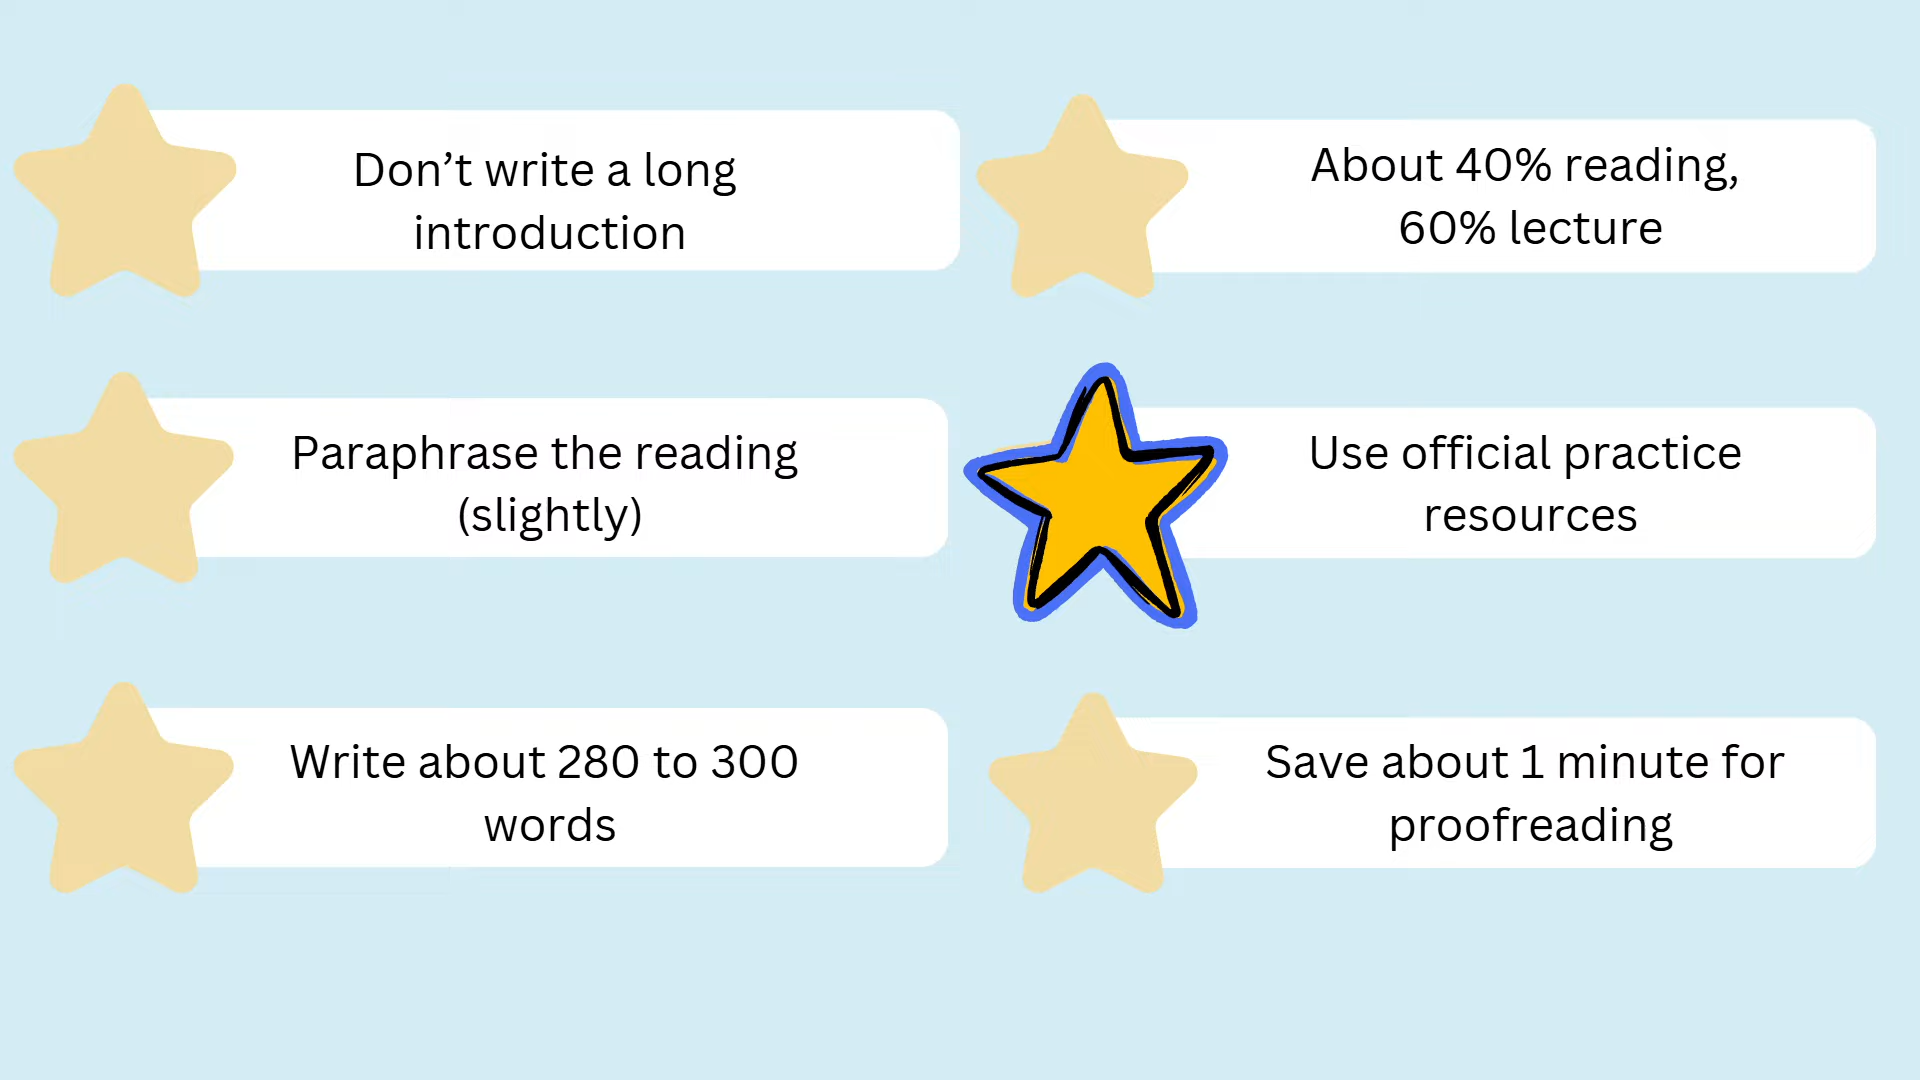 Don’t write a long
introduction
Paraphrase the reading
(slightly)
Write about 280 to 300
words
About 40% reading,
60% lecture
Use official practice
resources
Save about 1 minute for
proofreading